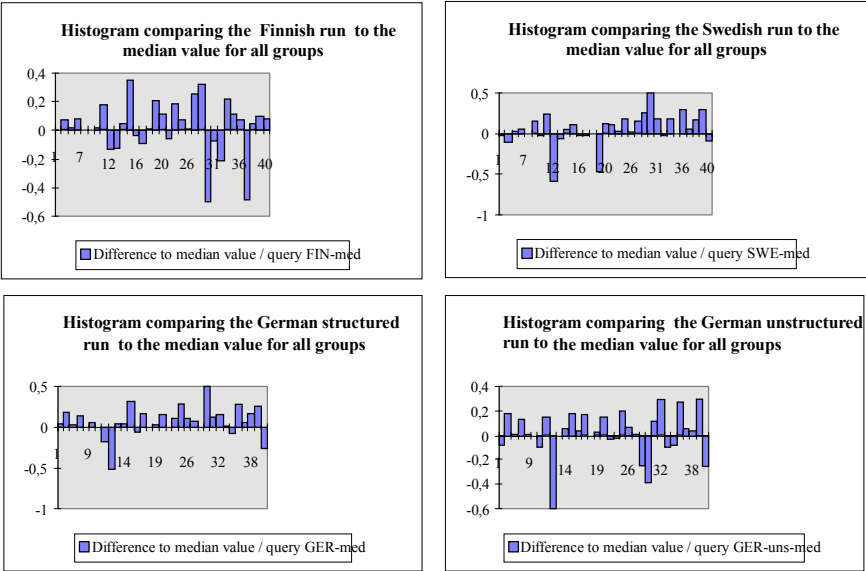 Histogram comparing the Finnish run to the
median value for all groups
0,4
0,2
0
-0,2
-0,4
-0,6
1 7 12 16 20 26 31 36 40
Difference to median value / query FIN-med
Histogram comparing the Swedish run to the
median value for all groups
0,5
0
-0,5
-1
1 7 12 16 20 26 31 36 40
Difference to median value / query SWE-med
Histogram comparing the German structured
run to the median value for all groups
0,5
0
-0,5
-1
1 9 14 19 26 32 38
Difference to median value / query GER-med
Histogram comparing the German unstructured
run to the median value for all groups
0,4
0,2
0
-0,2
-0,4
-0,6
1 9 14 19 26 32 38
Difference to median value / query GER-uns-med